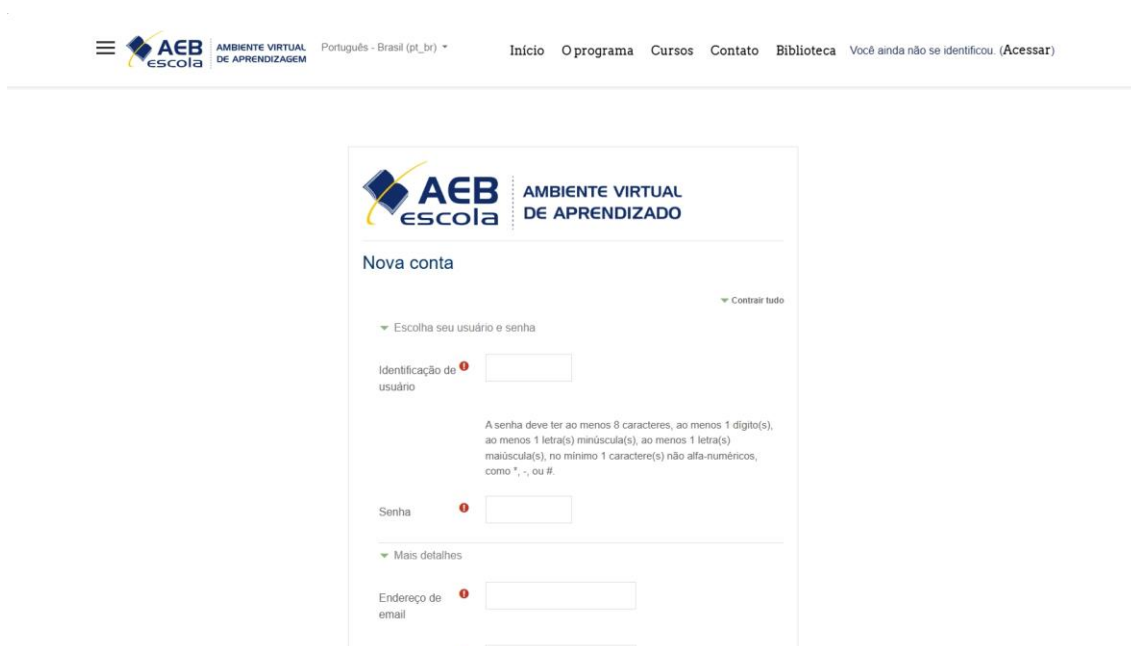 AEB escola
AMBIENTE VIRTUAL
DE APRENDIZAGEM
Português - Brasil (pt_br)
Início O programa Cursos Contato Biblioteca Você ainda não se identificou. (Acessar)
AEB escola
AMBIENTE VIRTUAL
DE APRENDIZADO
Nova conta
Contrair tudo
Escolha seu usuário e senha
Identificação de
usuário
A senha deve ter ao menos 8 caracteres, ao menos 1 dígito(s),
ao menos 1 letra(s) minúscula(s), ao menos 1 letra(s)
maiúscula(s), no mínimo 1 caractere(s) não alfa-numéricos,
como *, -, ou #.
Senha
Mais detalhes
Endereço de
email